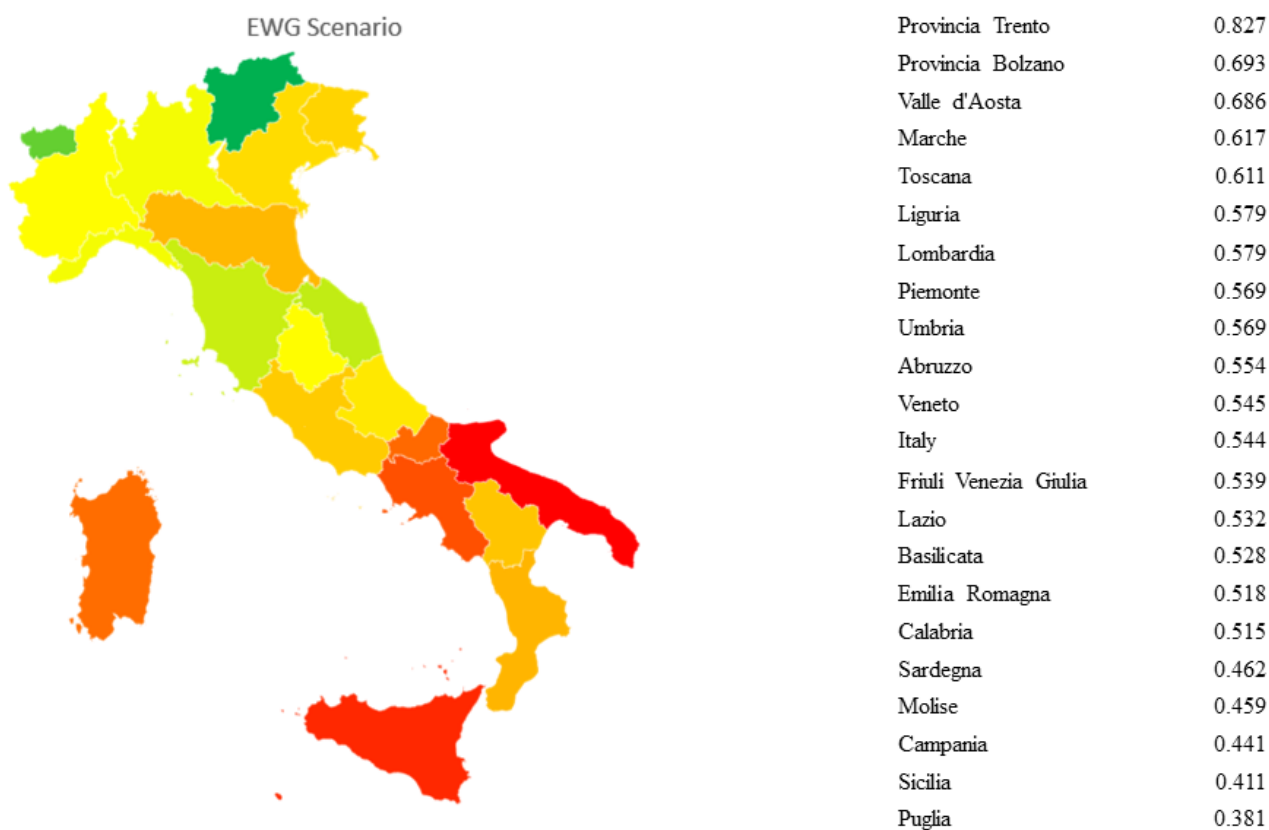 EWG Scenario
Provincia Trento 0.827
Provincia Bolzano 0.693
Valle d'Aosta 0.686
Marche 0.617
Toscana 0.611
Liguria 0.579
Lombardia 0.579
Piemonte 0.569
Umbria 0.569
Abruzzo 0.554
Veneto 0.545
Italy 0.544
Friuli Venezia Giulia 0.539
Lazio 0.532
Basilicata 0.528
Emilia Romagna 0.518
Calabria 0.515
Sardegna 0.462
Molise 0.459
Campania 0.441
Sicilia 0.411
Puglia 0.381